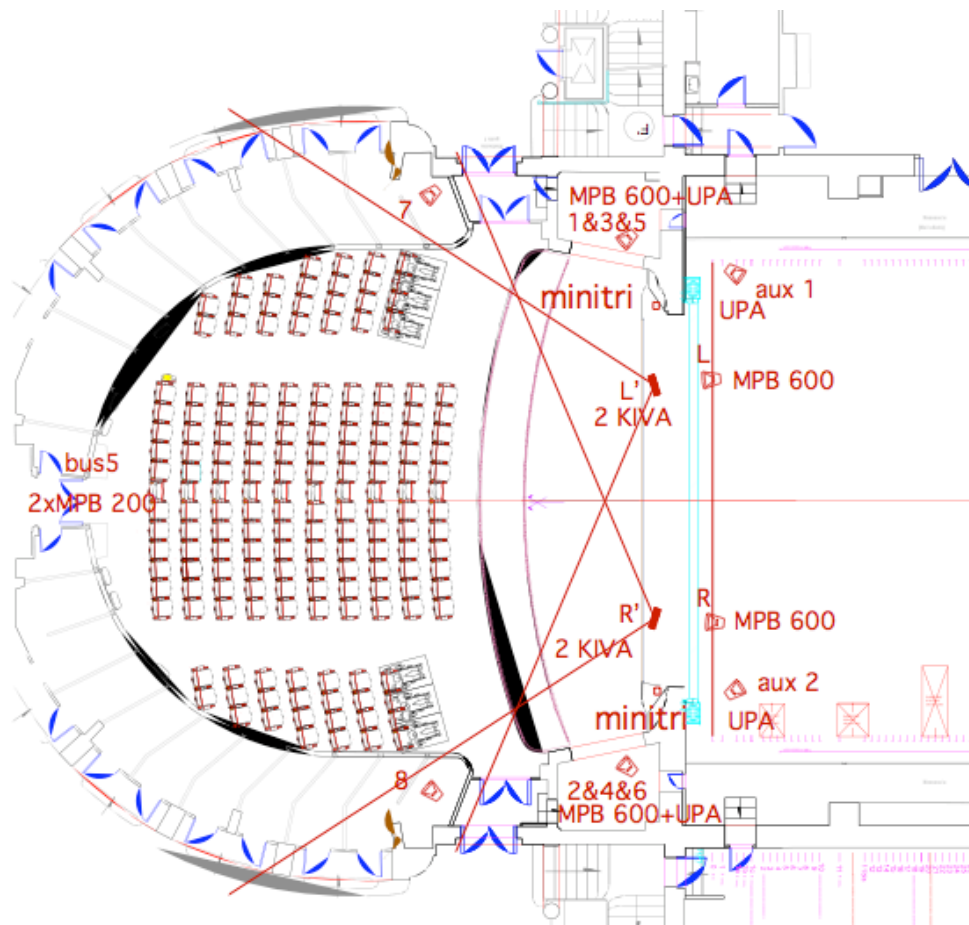 7
MPB 600+UPA
1&3&5
minitri
aux 1
UPA
L
MPB 600
L'
2 KIVA
bus5
2xMPB 200
R'
2 KIVA
R
MPB 600
aux 2
UPA
minitri
8
2&4&6
MPB 600+UPA